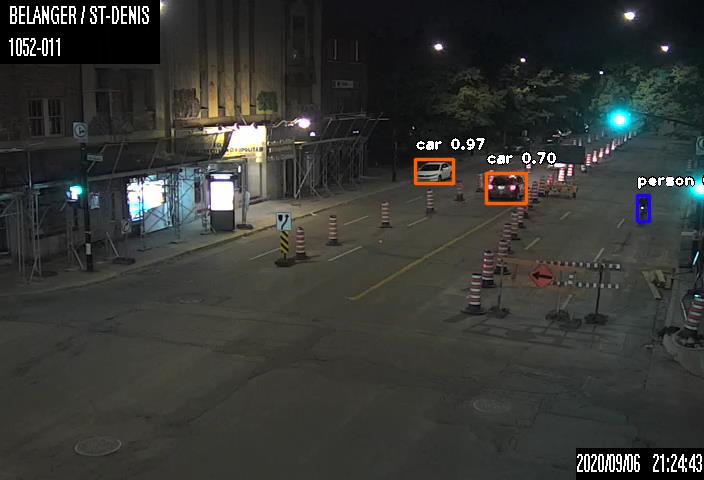 BELANGER / ST-DENIS
1052-011
car 0.97
car 0.70
person
2020/09/06 21:24:43